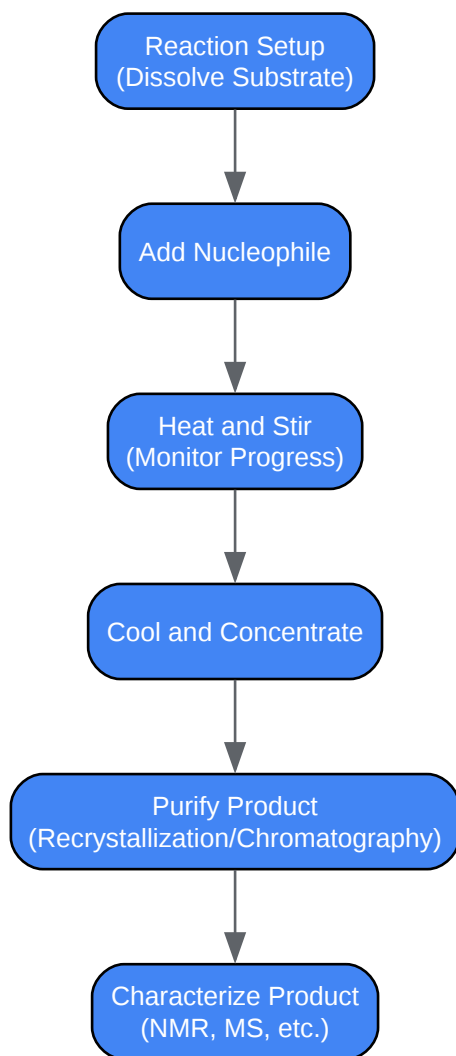 Reaction Setup
(Dissolve Substrate)
Add Nucleophile
Heat and Stir
(Monitor Progress)
Cool and Concentrate
Purify Product
(Recrystallization/Chromatography)
Characterize Product
(NMR, MS, etc.)